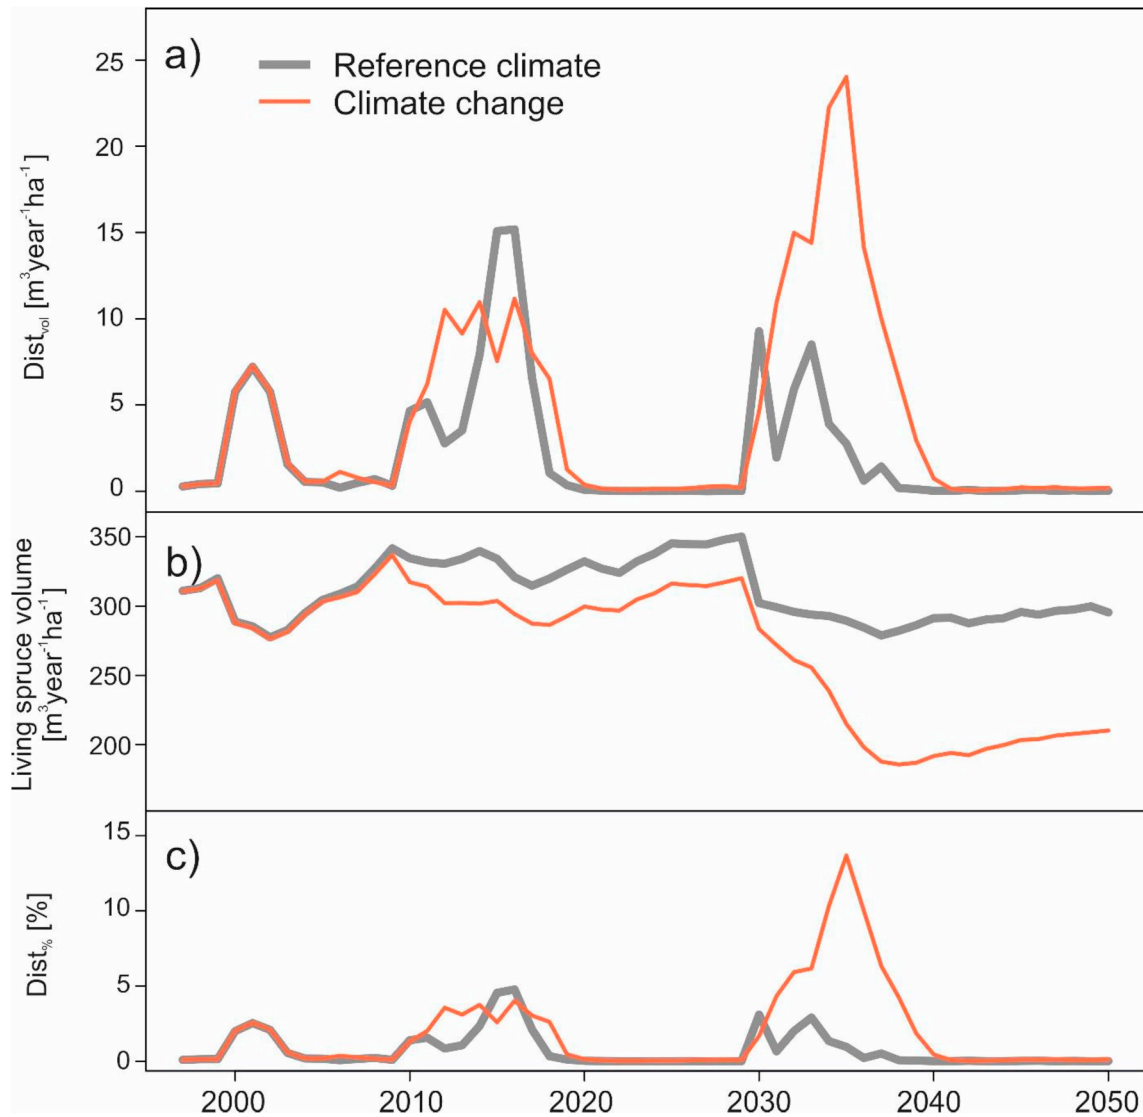 a)
Reference climate
Climate change
25
20
15
10
5
0
Dist_vol [m³year⁻¹ha⁻¹]
b)
350
300
250
200
Living spruce volume
[m³year⁻¹ha⁻¹]
c)
15
10
5
0
Dist_% [%]
2000 2010 2020 2030 2040 2050